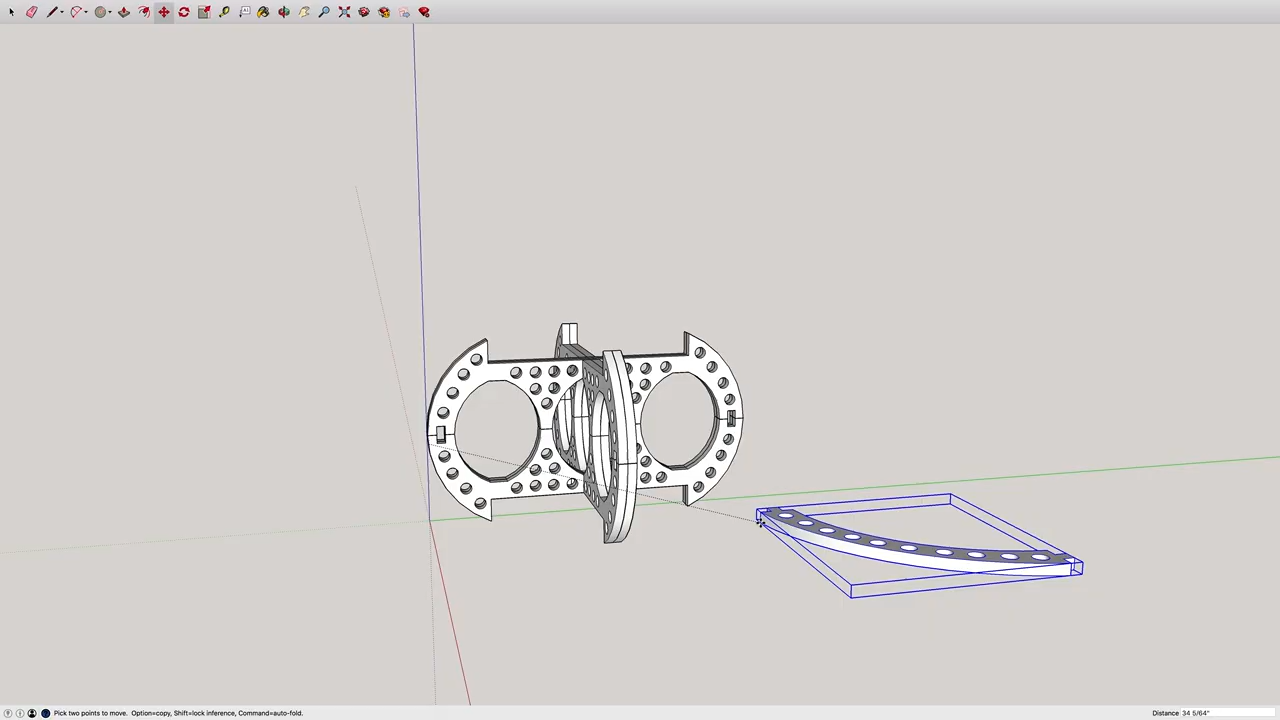 Pick two points to move. Option=copy, Shift=lock inference, Command=auto-fold.
Distance 34 5/64"